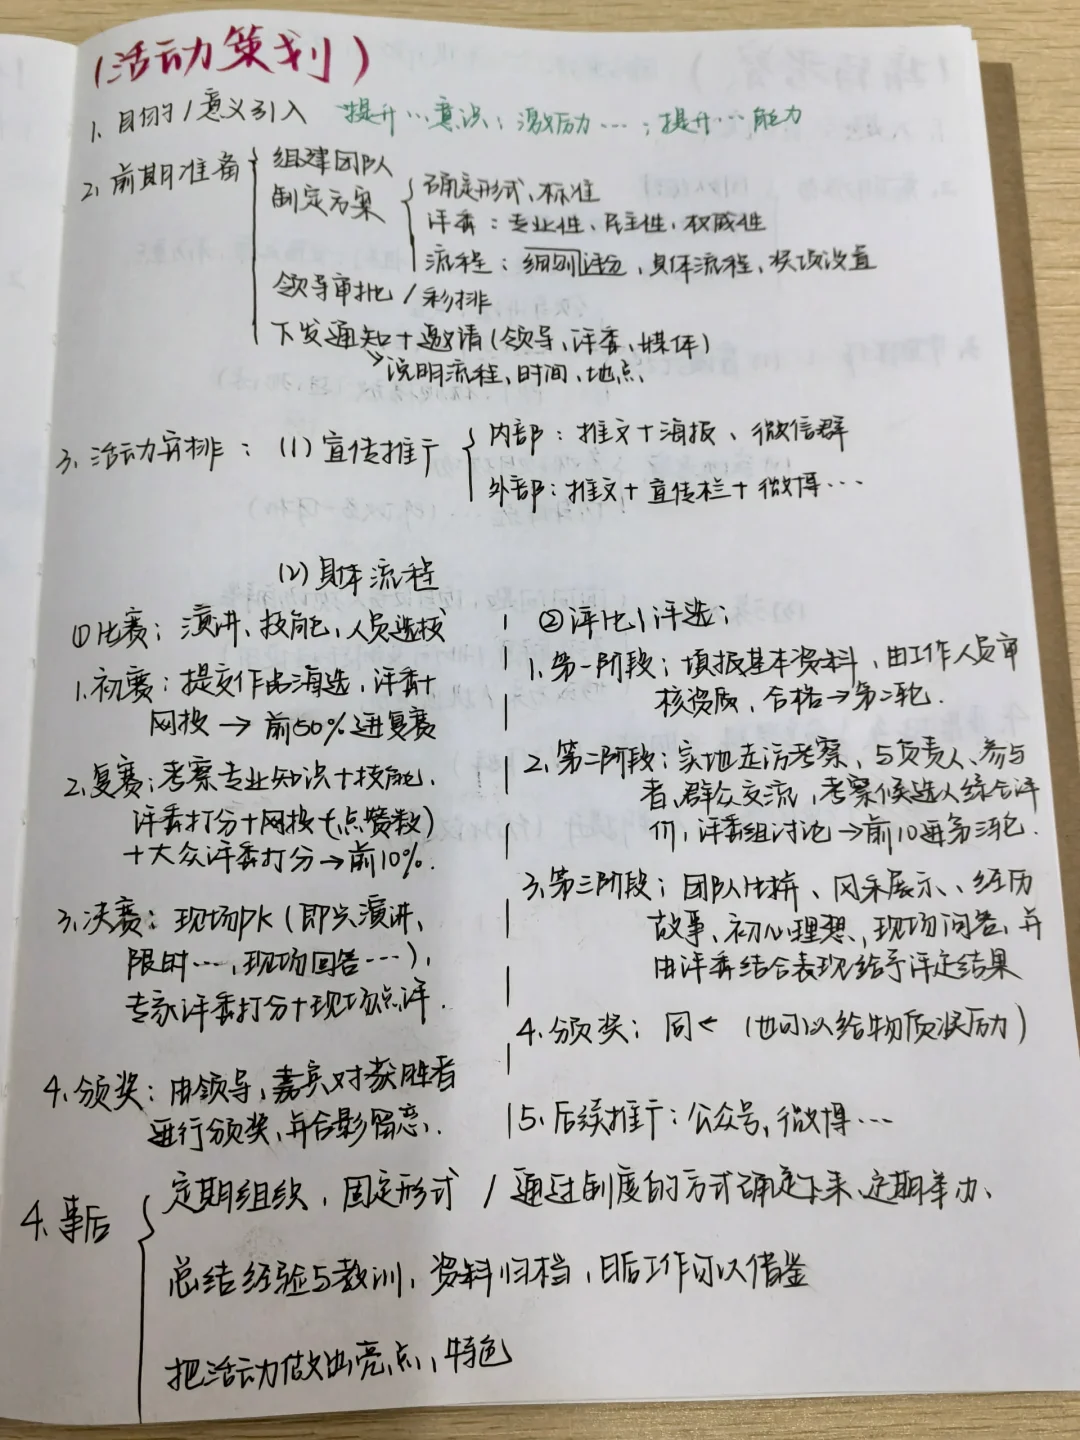 (活动策划)
1、目的/意义引入 提升…意识；激励…；提升…能力
2、前期准备
组建团队
制定方案
确定形式、标准
评委：专业性、民主性、权威性
流程：细则评分，具体流程，奖项设置
领导审批/彩排
下发通知+邀请(领导、评委、媒体)
→说明流程、时间、地点、
3、活动安排：(1)宣传推广
内部：推文+海报、微信群
外部：推文+宣传栏+微博…
(2)具体流程
①比赛：演讲、技能、人员选拔
1.初赛：提交作品海选，评委+
网投→前50%进复赛
2.复赛：考察专业知识+技能、
评委打分+网投(点赞数)
+大众评委打分→前10%.
3、决赛：现场PK(即兴演讲、
限时…，现场回答…)，
专家评委打分+现场点评.
4、颁奖：由领导、嘉宾对获胜者
进行颁奖、并合影留念.
②评比/评选；
1、第一阶段：填报基本资料，由工作人员审
核资质，合格→第二轮.
2、第二阶段：实地走访考察，与负责人、参与
者、群众交流，考察候选人综合评
价，评委组讨论→前10进第三轮.
3、第三阶段：团队比拼、风采展示、经历
故事、初心理想、现场问答、并
由评委结合表现给予评定结果
4、颁奖：同← (也可以给物质奖励)
5、后续推广：公众号，微博…
4、事后
定期组织，固定形式/通过制度的方式确定下来、定期举办、
总结经验与教训，资料归档，日后工作可以借鉴
把活动做出亮点，特色